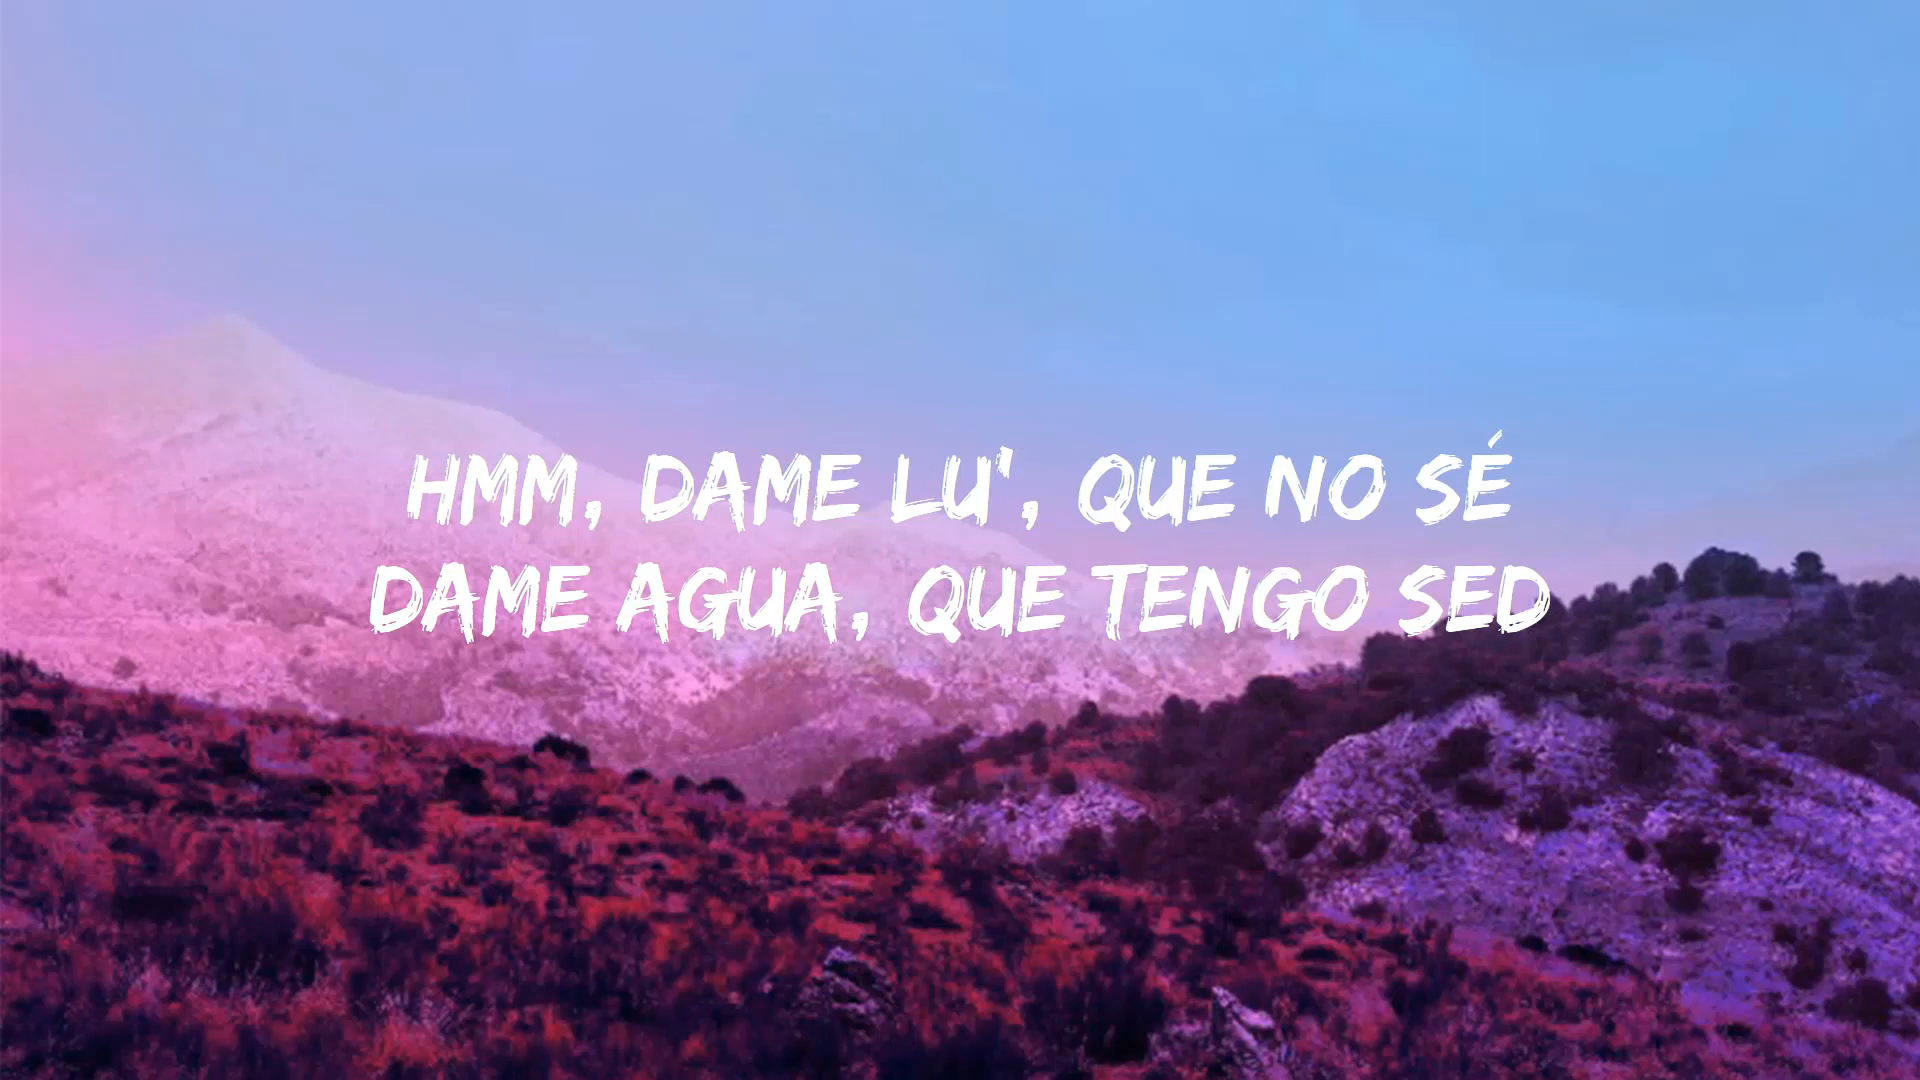 HMM, DAME LU', QUE NO SÉ
DAME AGUA, QUE TENGO SED